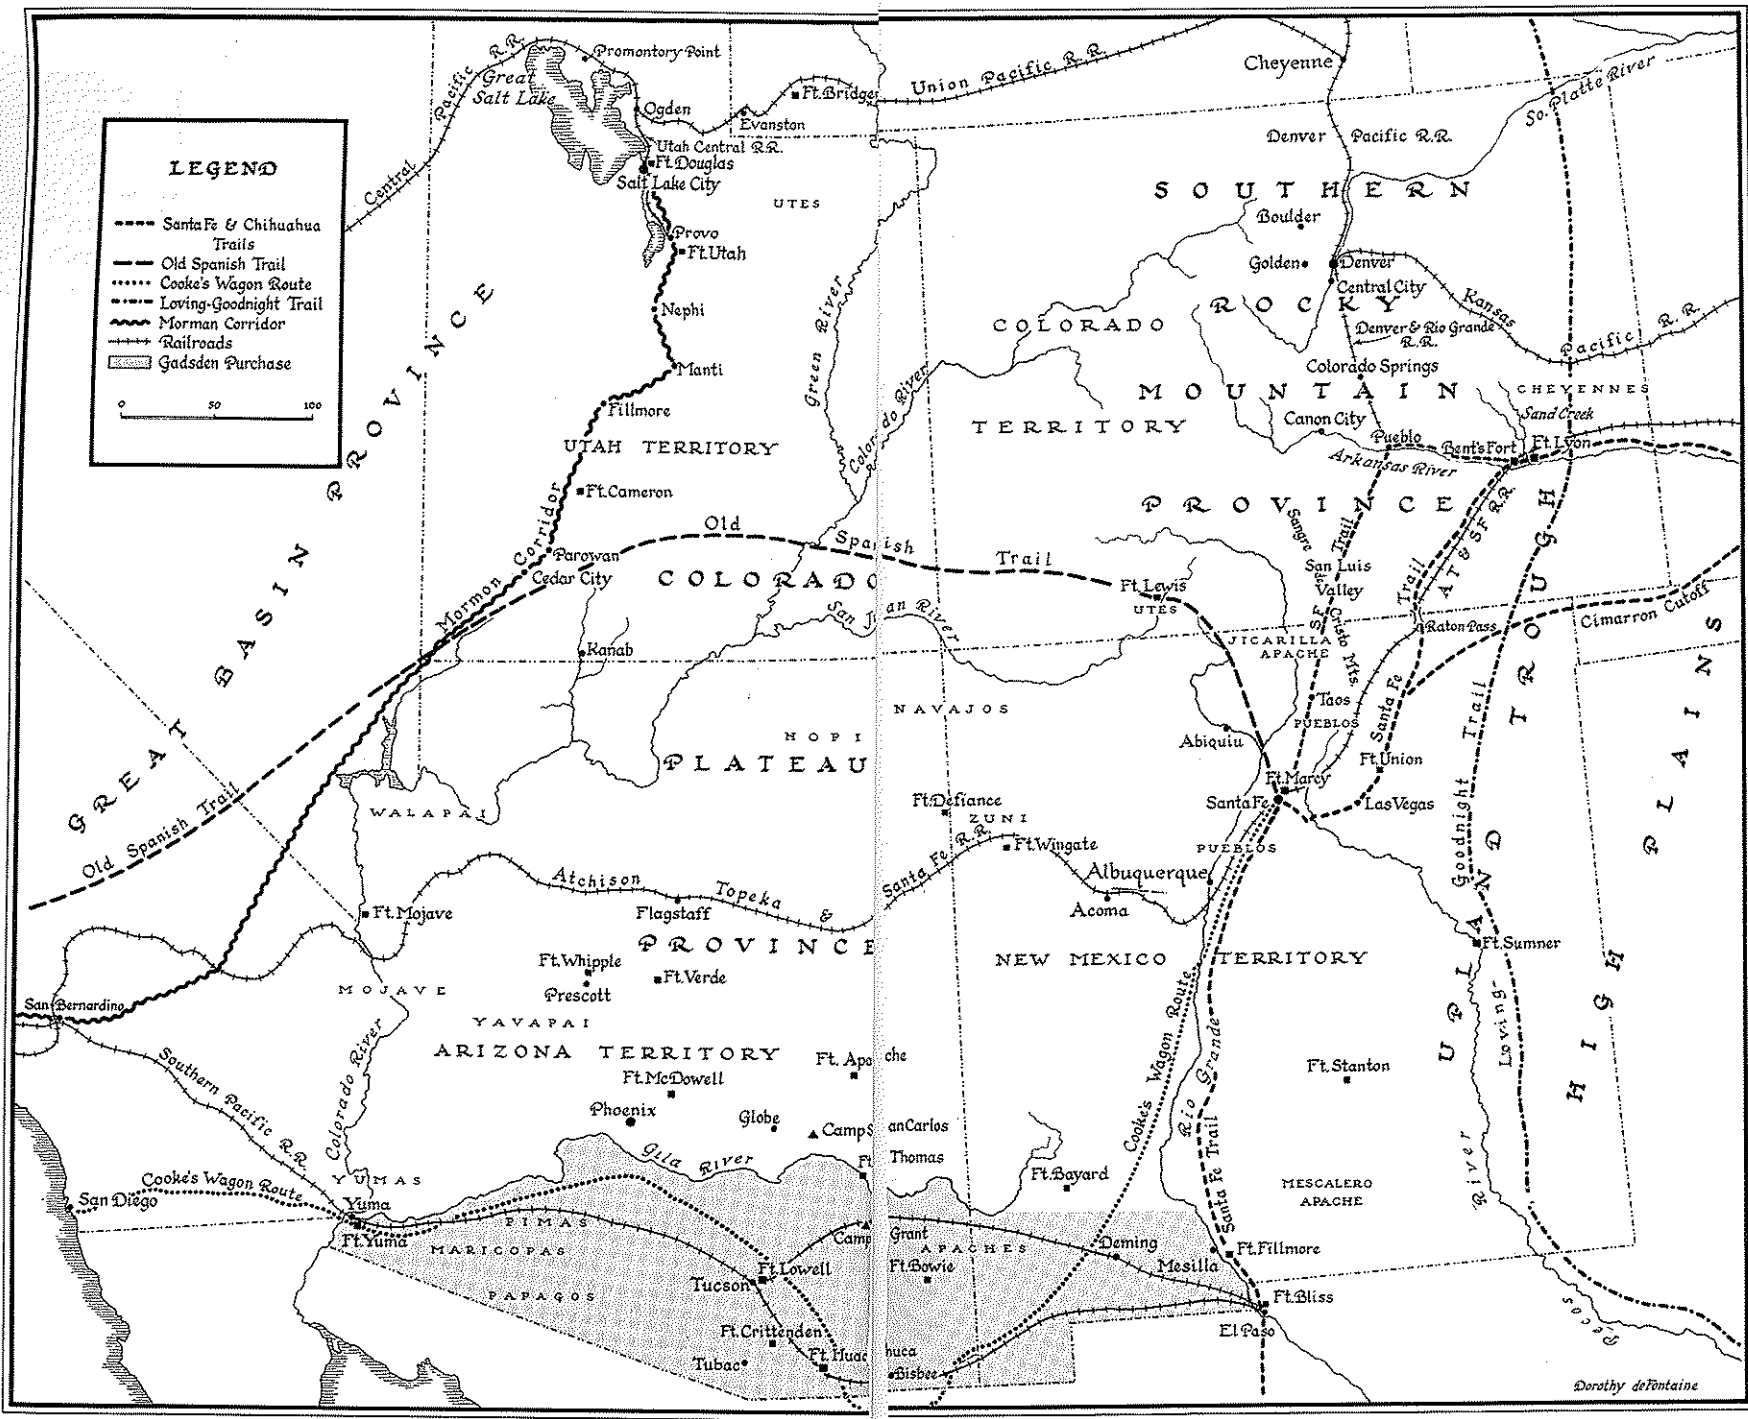 Promontory Point
Pacific R.R.
Great
Salt Lake
Central
Ogden
Evanston
Ft. Bridge
Union Pacific R.R.
Cheyenne
So. Platte River
Utah Central R.R.
Ft. Douglas
Salt Lake City
UTES
Denver Pacific R.R.
SOUTHERN
Boulder
Golden
Denver
Central City
ROCKY
Kansas
Pacific R.R.
Denver & Rio Grande
R.R.
Colorado Springs
LEGEND
Santa Fe & Chihuahua
Trails
Old Spanish Trail
Cooke's Wagon Route
Loving-Goodnight Trail
Morman Corridor
Railroads
Gadsden Purchase
0 50 100
Provo
Ft. Utah
Nephi
Manti
Fillmore
UTAH TERRITORY
Ft. Cameron
Green River
Colorado River
COLORADO
TERRITORY
MOUNTAIN
CHEYENNES
Sand Creek
Canon City
Pueblo
Bent's Fort
Ft. Lyon
Arkansas River
PROVINCE
GREAT BASIN PROVINCE
Mormon Corridor
Parowan
Cedar City
Old Spanish Trail
COLORADO
San Juan River
Ft. Lewis
UTES
Sangre de Cristo Mts.
Trail
San Luis
Valley
S.F.
Trail
A T & SF R.R.
Raton Pass
Cimarron Cutoff
JICARILLA
APACHE
Kanab
NAVAJOS
HOPI
PLATEAU
Taos
PUEBLOS
Abiquiu
Santa Fe
Ft. Union
Ft. Marcy
Santa Fe
Las Vegas
Goodnight Trail
UPLAND TROUGH
HIGH PLAINS
Old Spanish Trail
WALAPAI
Ft. Defiance
ZUNI
Ft. Wingate
PUEBLOS
Albuquerque
Acoma
Atchison Topeka & Santa Fe R.R.
Flagstaff
Ft. Mojave
PROVINCE
Ft. Whipple
Prescott
Ft. Verde
NEW MEXICO TERRITORY
Ft. Sumner
Loving-
San Bernardino
MOJAVE
YAVAPAI
ARIZONA TERRITORY
Ft. Apache
Ft. McDowell
Phoenix
Globe
Camp San Carlos
Ft. Thomas
Southern Pacific R.R.
Colorado River
Cooke's Wagon Route
Rio Grande
Santa Fe Trail
Ft. Stanton
Ft. Bayard
MESCALERO
APACHE
River
Pecos
Gila River
YUMAS
Cooke's Wagon Route
San Diego
Yuma
Ft. Yuma
PIMAS
MARICOPAS
PAPAGOS
Camp Grant
APACHES
Ft. Bowie
Deming
Mesilla
Ft. Fillmore
Ft. Lowell
Tucson
Ft. Bliss
El Paso
Ft. Crittenden
Tubac
Ft. Huachuca
Bisbee
Dorothy deFontaine